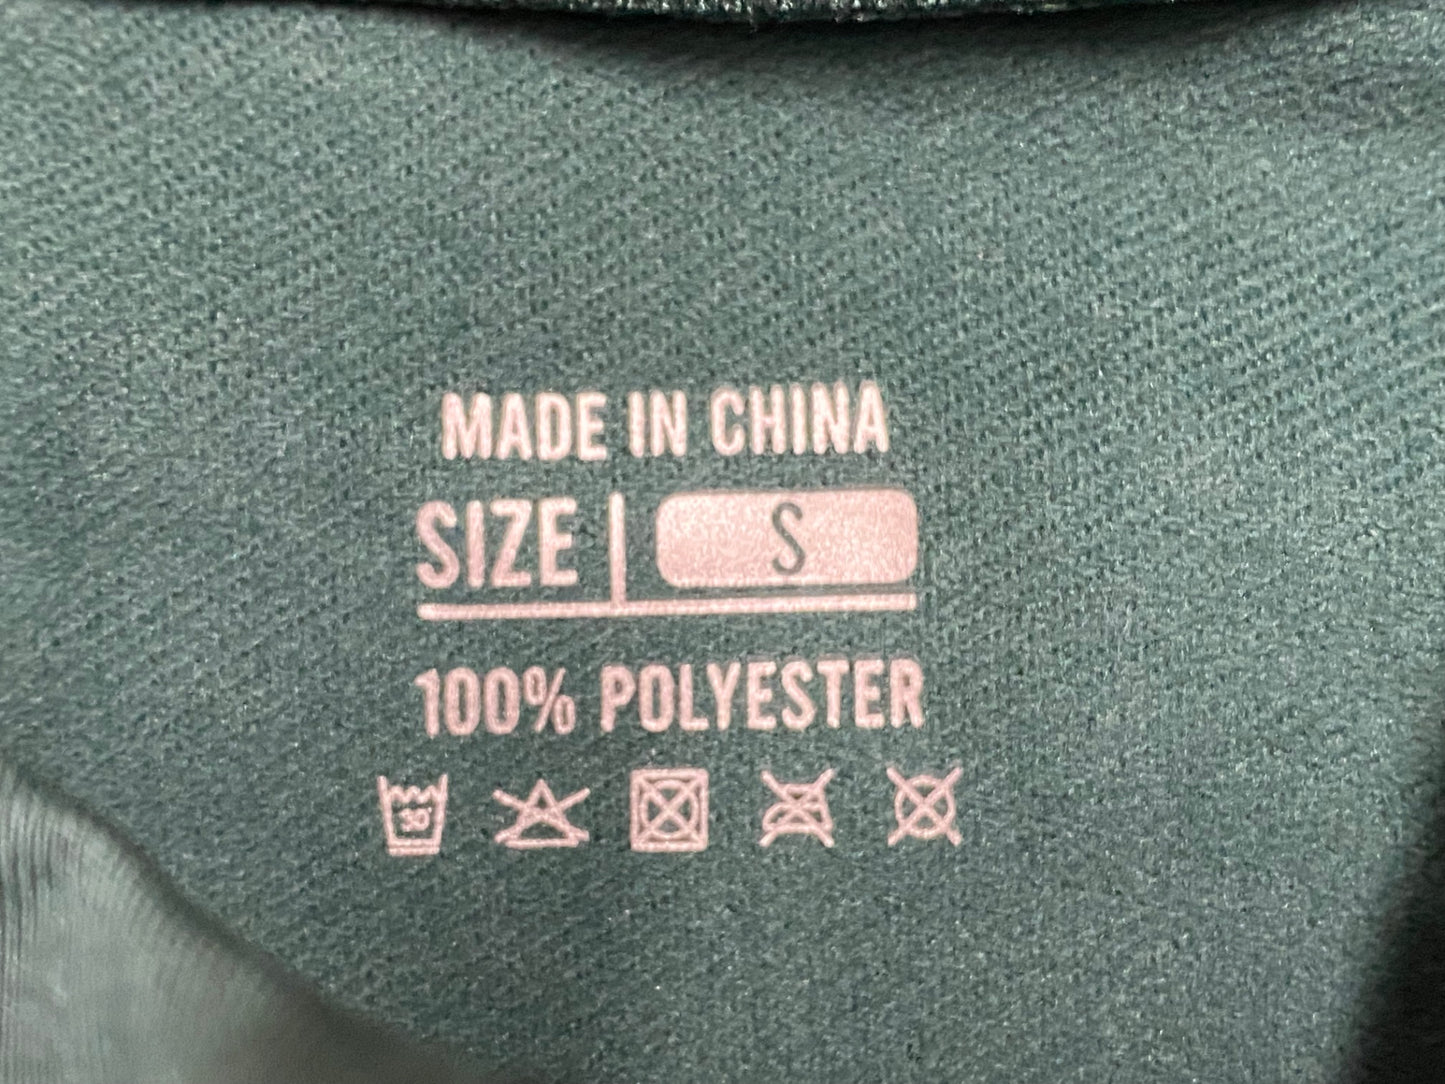 MADE IN CHINA
SIZE S
100% POLYESTER
30°